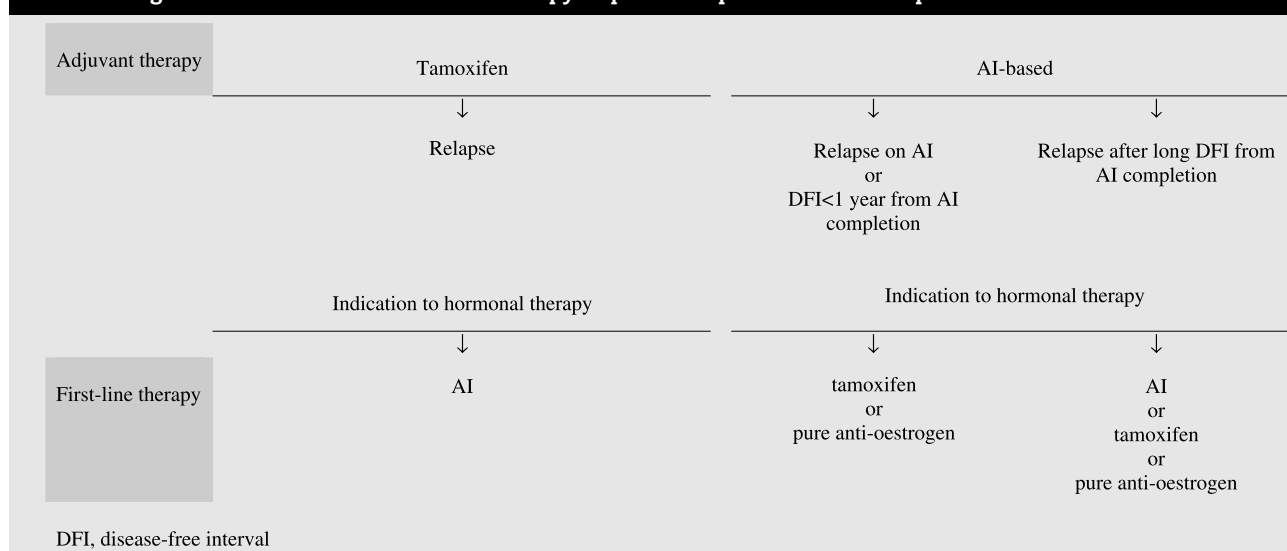 Adjuvant therapy
Tamoxifen
AI-based
↓
↓
↓
Relapse
Relapse on AI
or
DFI<1 year from AI
completion
Relapse after long DFI from
AI completion
Indication to hormonal therapy
Indication to hormonal therapy
↓
↓
↓
First-line therapy
AI
tamoxifen
or
pure anti-oestrogen
AI
or
tamoxifen
or
pure anti-oestrogen
DFI, disease-free interval